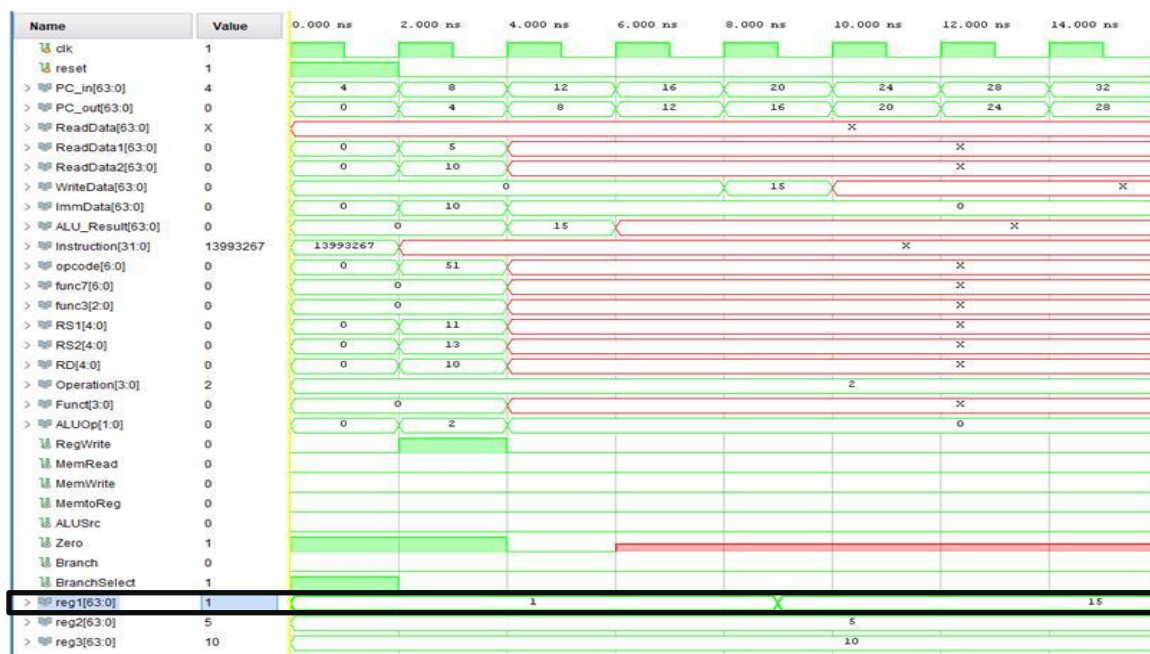 Name Value 0.000 ns 2.000 ns 4.000 ns 6.000 ns 8.000 ns 10.000 ns 12.000 ns 14.000 ns
clk 1
reset 1
> PC_in[63:0] 4 4 8 12 16 20 24 28 32
> PC_out[63:0] 0 0 4 8 12 16 20 24 28
> ReadData[63:0] X X
> ReadData1[63:0] 0 0 5 X
> ReadData2[63:0] 0 0 10 X
> WriteData[63:0] 0 0 15 X
> ImmData[63:0] 0 0 10 0
> ALU_Result[63:0] 0 0 15 X
> Instruction[31:0] 13993267 13993267 X
> opcode[6:0] 0 0 51 X
> func7[6:0] 0 0 X
> func3[2:0] 0 0 X
> RS1[4:0] 0 0 11 X
> RS2[4:0] 0 0 13 X
> RD[4:0] 0 0 10 X
> Operation[3:0] 2 2
> Funct[3:0] 0 0 X
> ALUOp[1:0] 0 0 2 0
RegWrite 0
MemRead 0
MemWrite 0
MemtoReg 0
ALUSrc 0
Zero 1
Branch 0
BranchSelect 1
> reg1[63:0] 1 1 15
> reg2[63:0] 5 5
> reg3[63:0] 10 10